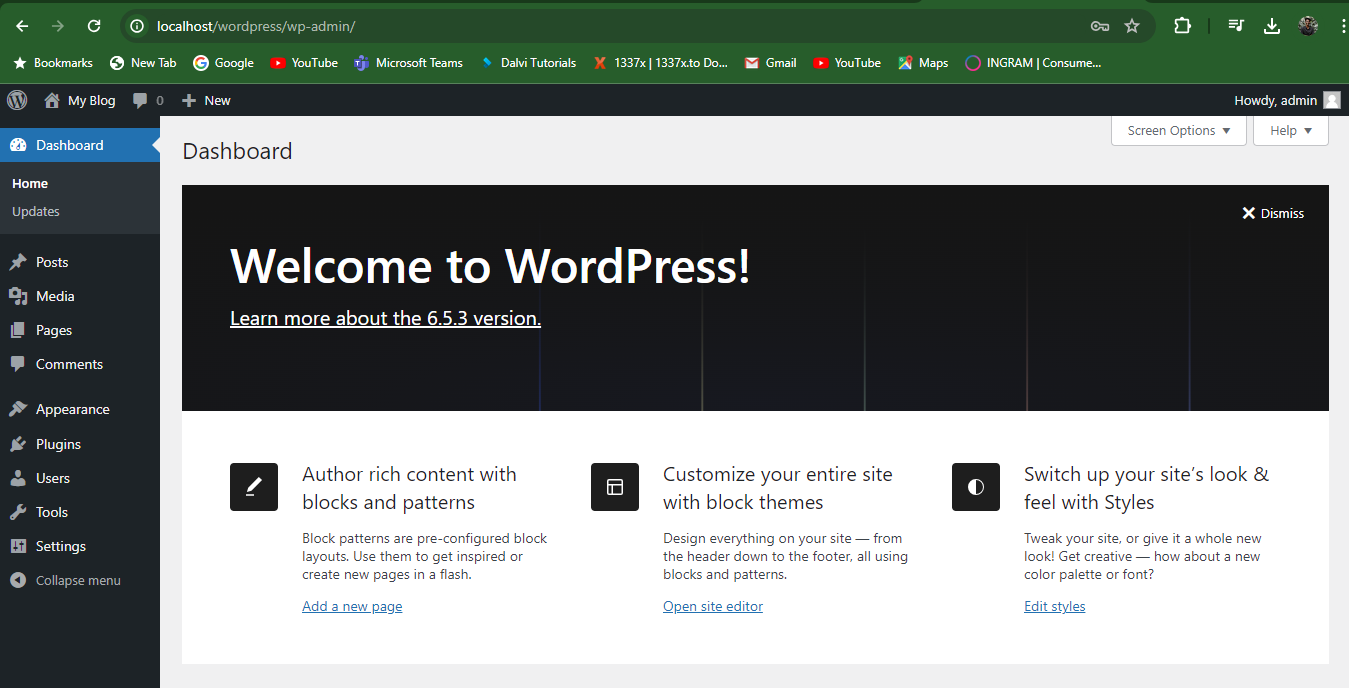 localhost/wordpress/wp-admin/
Bookmarks New Tab Google YouTube Microsoft Teams Dalvi Tutorials 1337x | 1337x.to Do... Gmail YouTube Maps INGRAM | Consume...
My Blog 0 New Howdy, admin
Screen Options Help
Dashboard
Home
Updates
Posts
Media
Pages
Comments
Appearance
Plugins
Users
Tools
Settings
Collapse menu
Dashboard
Dismiss
Welcome to WordPress!
Learn more about the 6.5.3 version.
Author rich content with
blocks and patterns
Block patterns are pre-configured block
layouts. Use them to get inspired or
create new pages in a flash.
Add a new page
Customize your entire site
with block themes
Design everything on your site — from
the header down to the footer, all using
blocks and patterns.
Open site editor
Switch up your site’s look &
feel with Styles
Tweak your site, or give it a whole new
look! Get creative — how about a new
color palette or font?
Edit styles